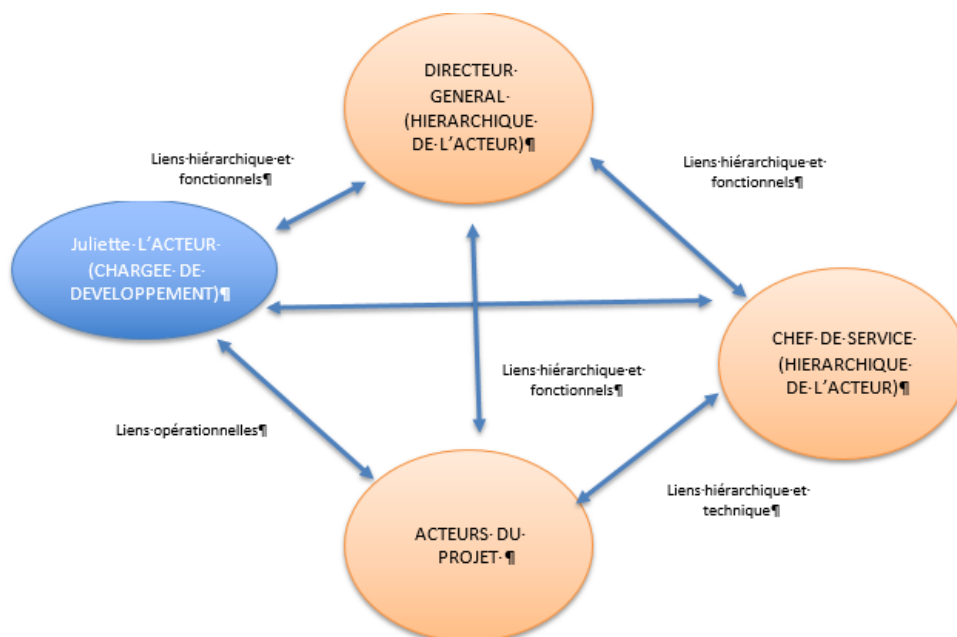 DIRECTEUR·
GENERAL·
(HIERARCHIQUE·
DE·L'ACTEUR)¶
Liens·hiérarchique·et·
fonctionnels¶
Liens·hiérarchique·et·
fonctionnels¶
Juliette·L'ACTEUR·
(CHARGEE·DE·
DEVELOPPEMENT)¶
CHEF·DE·SERVICE·
(HIERARCHIQUE·
DE·L'ACTEUR)¶
Liens·hiérarchique·et·
fonctionnels¶
Liens·opérationnelles¶
Liens·hiérarchique·et·
technique¶
ACTEURS·DU·
PROJET·¶